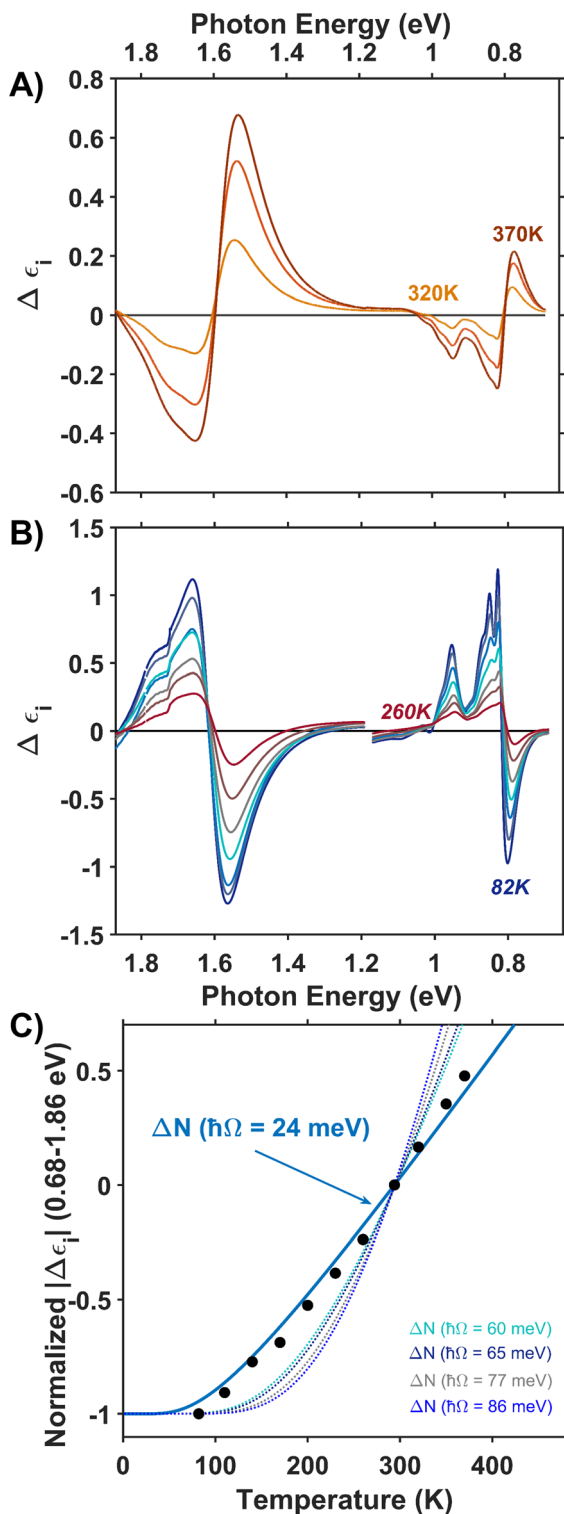 Photon Energy (eV)
1.8 1.6 1.4 1.2 1 0.8
A)
0.8
0.6
0.4
0.2
0
-0.2
-0.4
-0.6
Δ ϵi
370K
320K
B)
1.5
1
0.5
0
-0.5
-1
-1.5
Δ ϵi
260K
82K
1.8 1.6 1.4 1.2 1 0.8
Photon Energy (eV)
C)
Normalized |Δϵi| (0.68-1.86 eV)
0.5
0
-0.5
-1
ΔN (ħΩ = 24 meV)
ΔN (ħΩ = 60 meV)
ΔN (ħΩ = 65 meV)
ΔN (ħΩ = 77 meV)
ΔN (ħΩ = 86 meV)
0 100 200 300 400
Temperature (K)